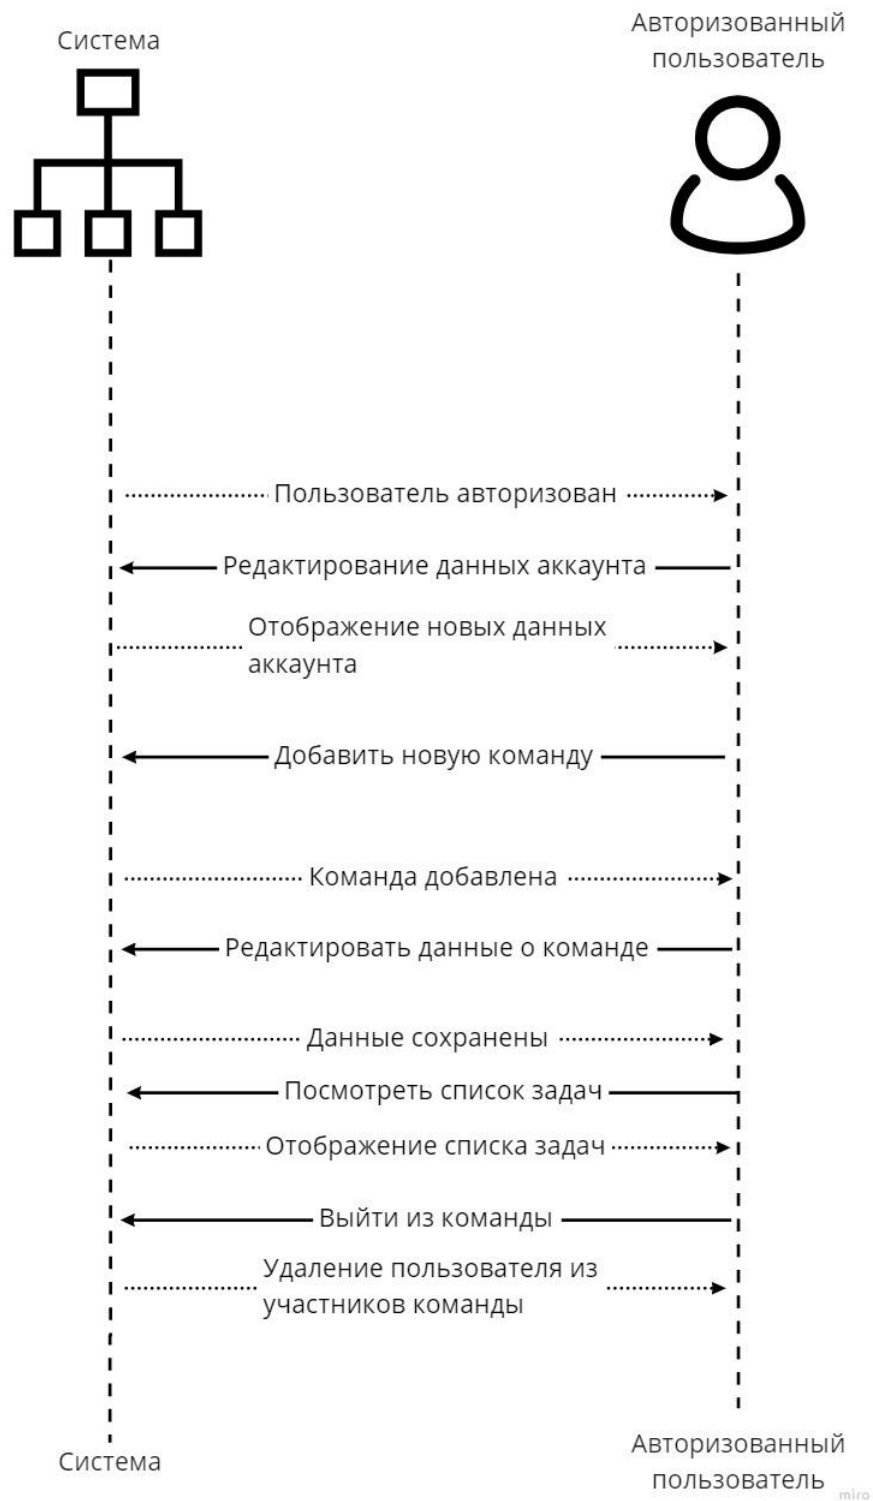 Система
Авторизованный
пользователь
Пользователь авторизован
Редактирование данных аккаунта
Отображение новых данных
аккаунта
Добавить новую команду
Команда добавлена
Редактировать данные о команде
Данные сохранены
Посмотреть список задач
Отображение списка задач
Выйти из команды
Удаление пользователя из
участников команды
Система
Авторизованный
пользователь
miro